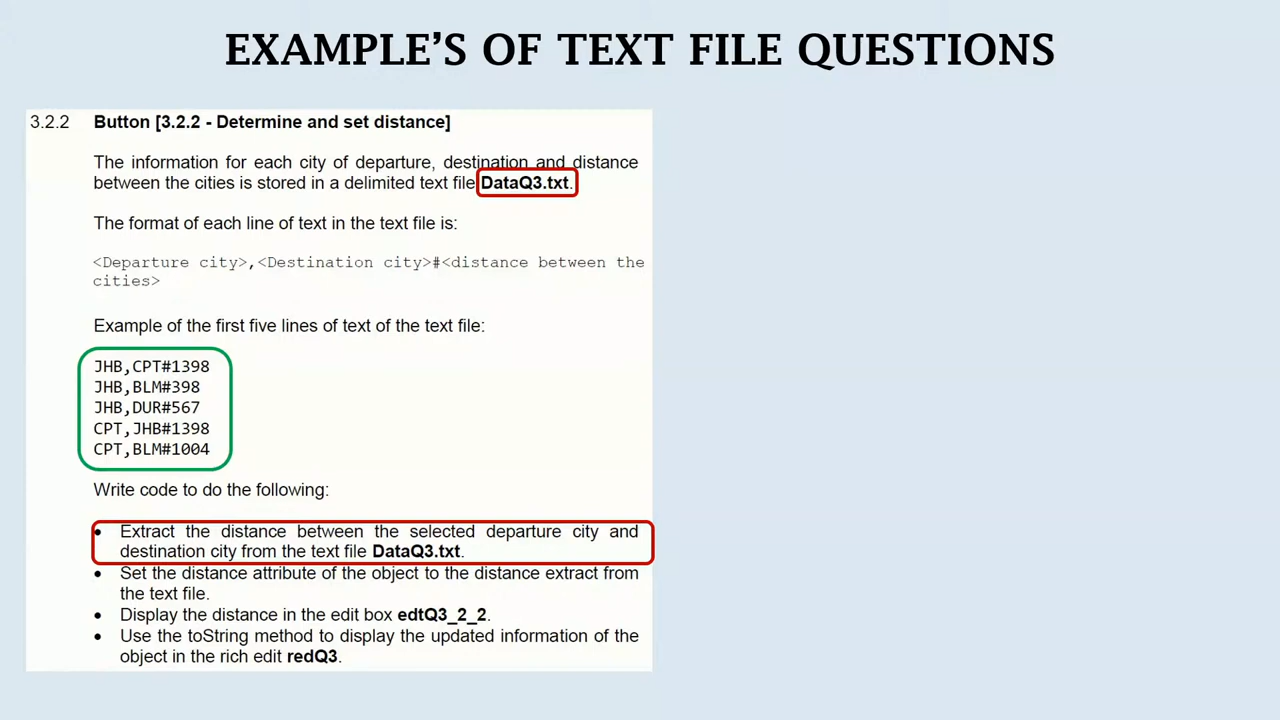 EXAMPLE'S OF TEXT FILE QUESTIONS
3.2.2 Button [3.2.2 - Determine and set distance]
The information for each city of departure, destination and distance
between the cities is stored in a delimited text file DataQ3.txt.
The format of each line of text in the text file is:
<Departure city>,<Destination city>#<distance between the
cities>
Example of the first five lines of text of the text file:
JHB,CPT#1398
JHB,BLM#398
JHB,DUR#567
CPT,JHB#1398
CPT,BLM#1004
Write code to do the following:
• Extract the distance between the selected departure city and
destination city from the text file DataQ3.txt.
• Set the distance attribute of the object to the distance extract from
the text file.
• Display the distance in the edit box edtQ3_2_2.
• Use the toString method to display the updated information of the
object in the rich edit redQ3.